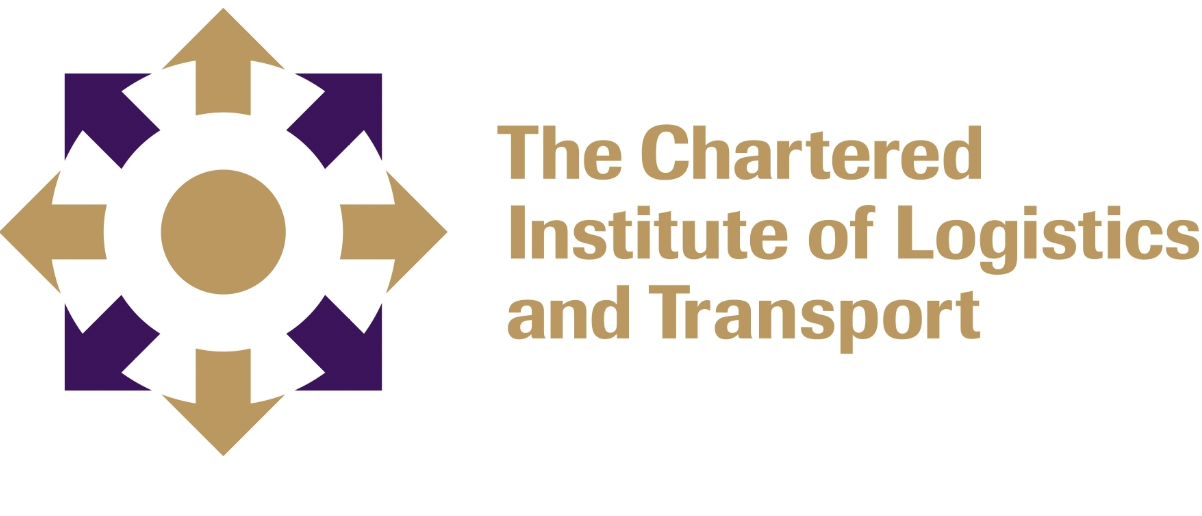 The Chartered
Institute of Logistics
and Transport